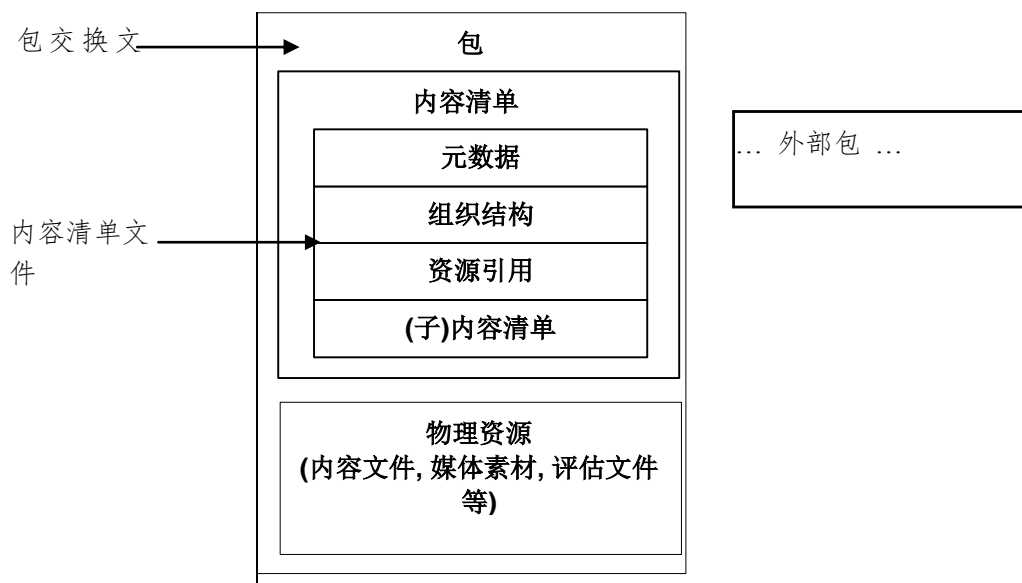 包交换文
包
内容清单
元数据
... 外部包 ...
组织结构
内容清单文
件
资源引用
(子)内容清单
物理资源
(内容文件, 媒体素材, 评估文件
等)